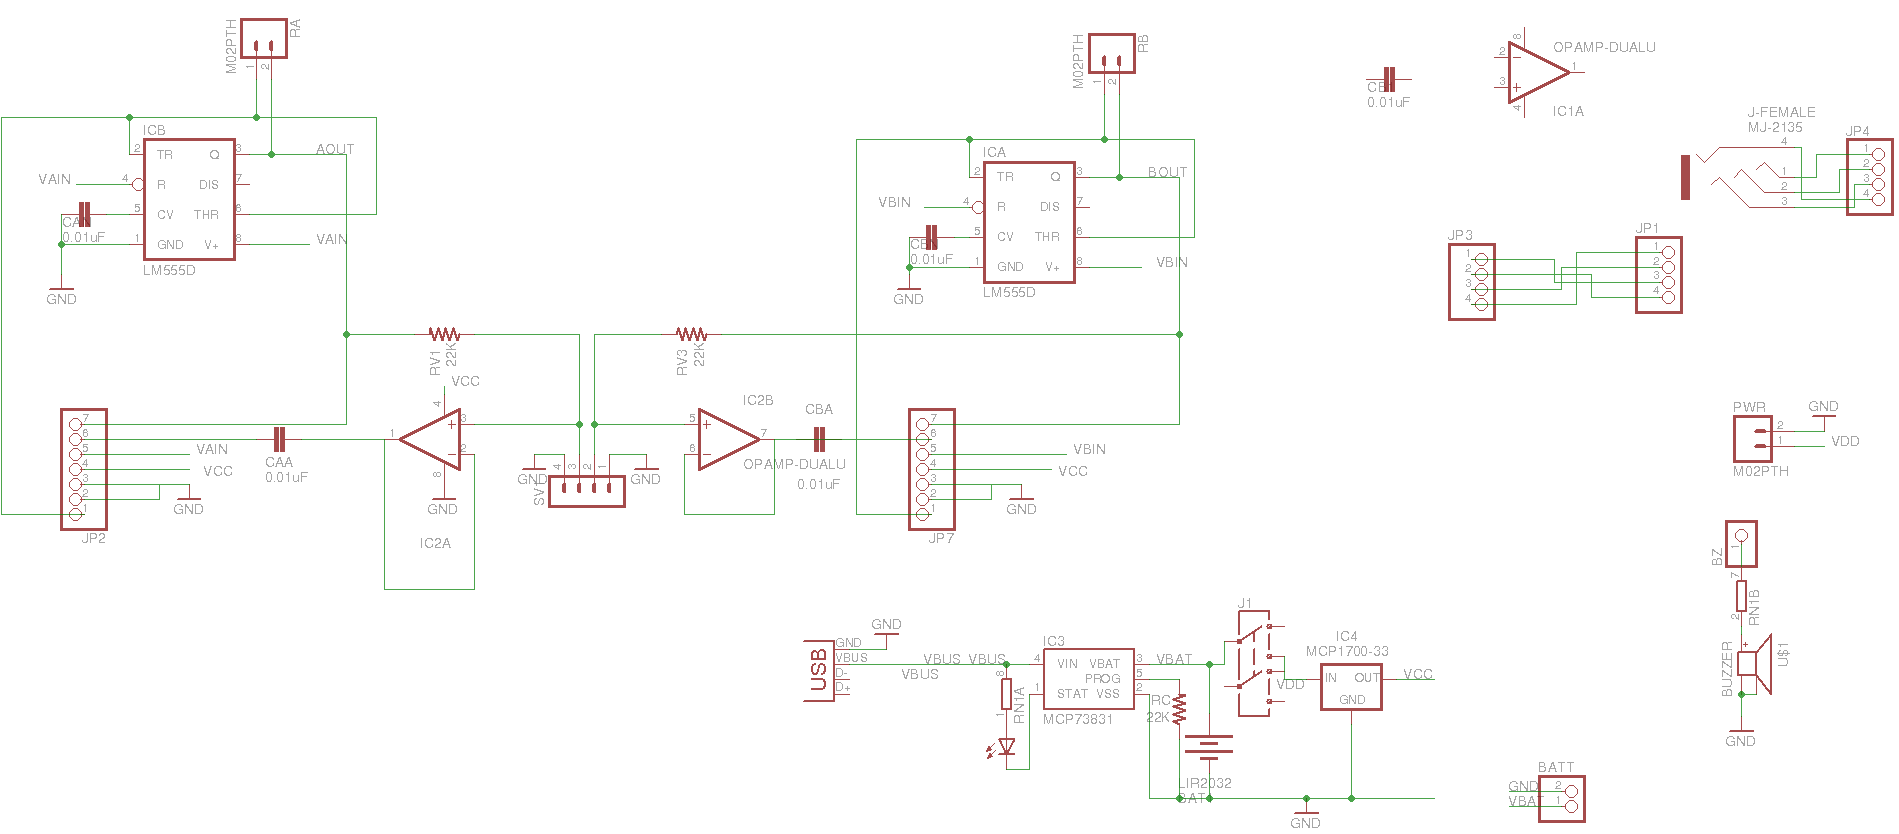 M02PTH
RA
1
2
ICB
2 TR Q 3 AOUT
VAIN 4 R DIS 7
5 CV THR 6
0.01uF
1 GND V+ 8 VAIN
LM555D
GND
M02PTH
RB
1
2
ICA
2 TR Q 3 BOUT
VBIN 4 R DIS 7
5 CV THR 6
0.01uF
1 GND V+ 8 VBIN
LM555D
GND
0.01uF
OPAMP-DUALU
8
2
3
1
4
IC1A
J-FEMALE
MJ-2135
4
1
2
3
JP4
1
2
3
4
JP3
1
2
3
4
JP1
1
2
3
4
RV1
22K
RV3
22K
VCC
4
3
1
2
8
GND
IC2A
IC2B
5
6
7
OPAMP-DUALU
CBA
0.01uF
7
6
5 VAIN
4 VCC
3
2 GND
1
JP2
CAA
0.01uF
GND
4
3
2
1
GND
7
6
5 VBIN
4 VCC
3
2 GND
1
JP7
PWR
2 GND
1 VDD
M02PTH
BZ
1
7
RN1B
2
+
BUZZER
U$1
GND
USB
GND
VBUS
D-
D+
GND
VBUS VBUS
VBUS
8
RN1A
1
IC3
4 VIN VBAT 3
PROG 5
1 STAT VSS 2
MCP73831
VBAT
RC
22K
LIR2032
J1
VDD
IC4
MCP1700-33
IN OUT
GND
VCC
GND
BATT
GND 2
1